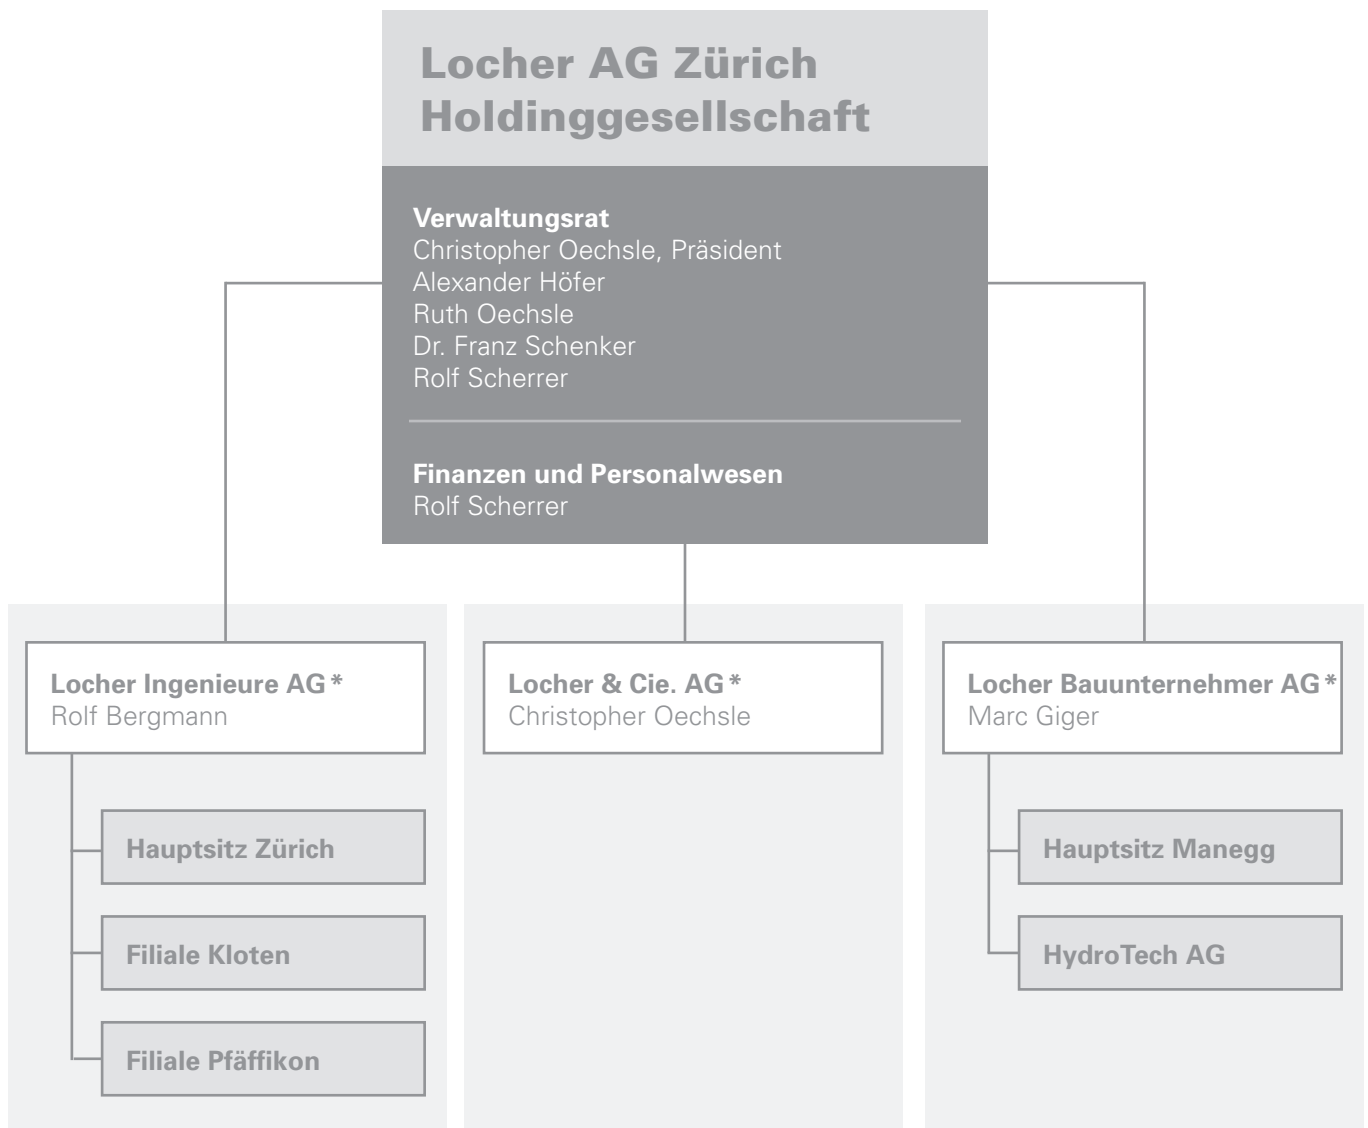 Locher AG Zürich
Holdinggesellschaft
Verwaltungsrat
Christopher Oechsle, Präsident
Alexander Höfer
Ruth Oechsle
Dr. Franz Schenker
Rolf Scherrer
Finanzen und Personalwesen
Rolf Scherrer
Locher Ingenieure AG*
Rolf Bergmann
Hauptsitz Zürich
Filiale Kloten
Filiale Pfäffikon
Locher & Cie. AG*
Christopher Oechsle
Locher Bauunternehmer AG*
Marc Giger
Hauptsitz Manegg
HydroTech AG